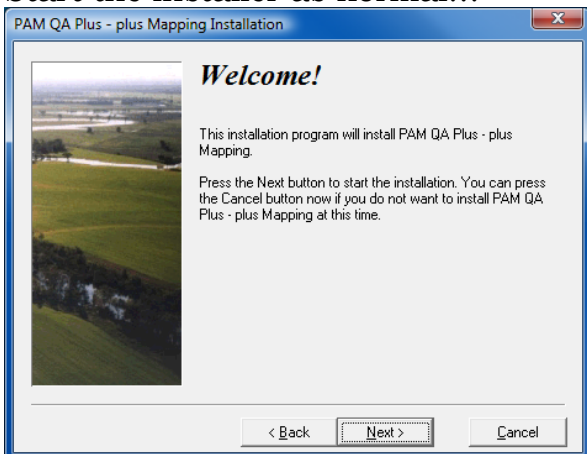 Start the installer as normal...
PAM QA Plus - plus Mapping Installation
Welcome!
This installation program will install PAM QA Plus - plus
Mapping.
Press the Next button to start the installation. You can press
the Cancel button now if you do not want to install PAM QA
Plus - plus Mapping at this time.
< Back
Next >
Cancel